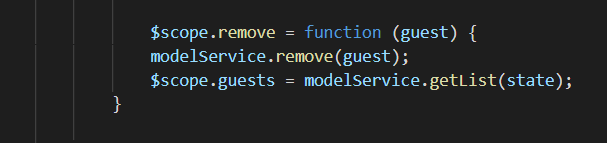 $scope.remove = function (guest) {
modelService.remove(guest);
$scope.guests = modelService.getList(state);
}